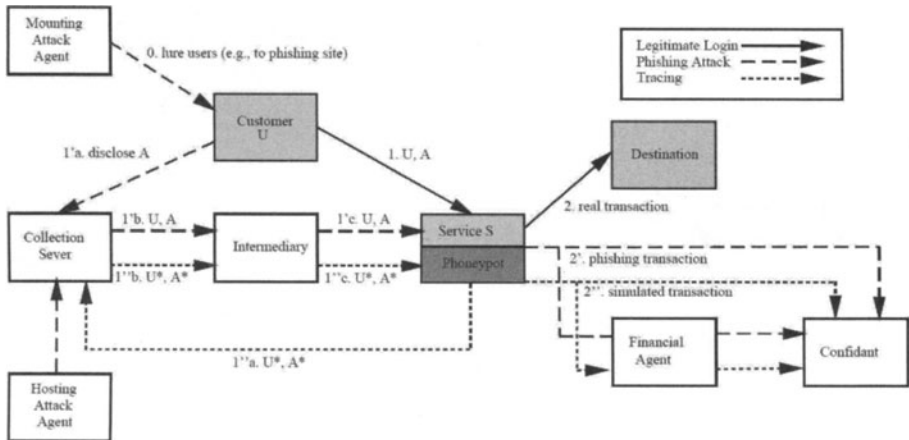 Mounting
Attack
Agent
0. lure users (e.g., to phishing site)
Legitimate Login
Phishing Attack
Tracing
Customer
U
1'a. disclose A
1. U, A
Destination
2. real transaction
Collection
Sever
1'b. U, A
1''b. U*, A*
Intermediary
1'c. U, A
1''c. U*, A*
Service S
Phoneypot
2'. phishing transaction
2''. simulated transaction
1''a. U*, A*
Financial
Agent
Confidant
Hosting
Attack
Agent